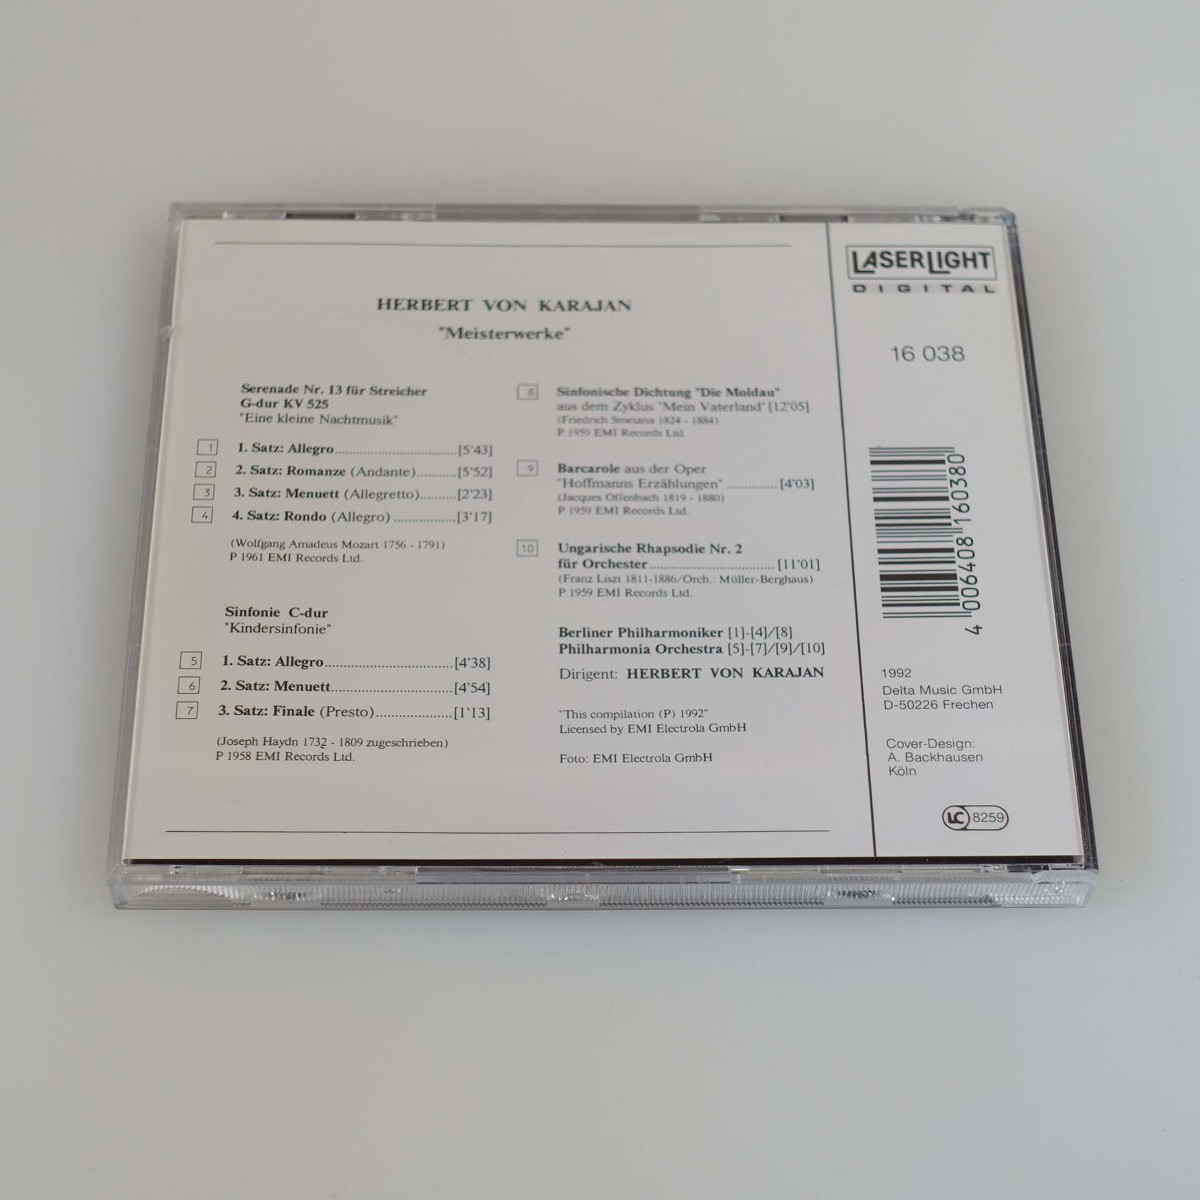 HERBERT VON KARAJAN
"Meisterwerke"
Serenade Nr. 13 für Streicher
G-dur KV 525
"Eine kleine Nachtmusik"
1 1. Satz: Allegro [5'43]
2 2. Satz: Romanze (Andante) [5'52]
3 3. Satz: Menuett (Allegretto) [2'23]
4 4. Satz: Rondo (Allegro) [3'17]
(Wolfgang Amadeus Mozart 1756 - 1791)
P 1961 EMI Records Ltd.
Sinfonie C-dur
"Kindersinfonie"
5 1. Satz: Allegro [4'38]
6 2. Satz: Menuett [4'54]
7 3. Satz: Finale (Presto) [1'13]
(Joseph Haydn 1732 - 1809 zugeschrieben)
P 1958 EMI Records Ltd.
8 Sinfonische Dichtung "Die Moldau"
aus dem Zyklus "Mein Vaterland" [12'05]
(Friedrich Smetana 1824 - 1884)
P 1959 EMI Records Ltd.
9 Barcarole aus der Oper
"Hoffmanns Erzählungen" [4'03]
(Jacques Offenbach 1819 - 1880)
P 1959 EMI Records Ltd.
10 Ungarische Rhapsodie Nr. 2
für Orchester [11'01]
(Franz Liszt 1811-1886/Orch.: Müller-Berghaus)
P 1959 EMI Records Ltd.
Berliner Philharmoniker [1]-[4]/[8]
Philharmonia Orchestra [5]-[7]/[9]/[10]
Dirigent: HERBERT VON KARAJAN
"This compilation (P) 1992"
Licensed by EMI Electrola GmbH
Foto: EMI Electrola GmbH
LASERLIGHT
DIGITAL
16 038
4 006408 160380
1992
Delta Music GmbH
D-50226 Frechen
Cover-Design:
A. Backhausen
Köln
LC 8259